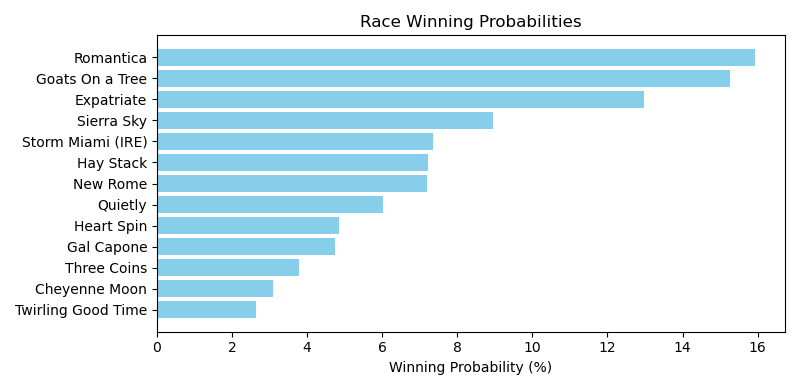 Race Winning Probabilities
Romantica
Goats On a Tree
Expatriate
Sierra Sky
Storm Miami (IRE)
Hay Stack
New Rome
Quietly
Heart Spin
Gal Capone
Three Coins
Cheyenne Moon
Twirling Good Time
0 2 4 6 8 10 12 14 16
Winning Probability (%)